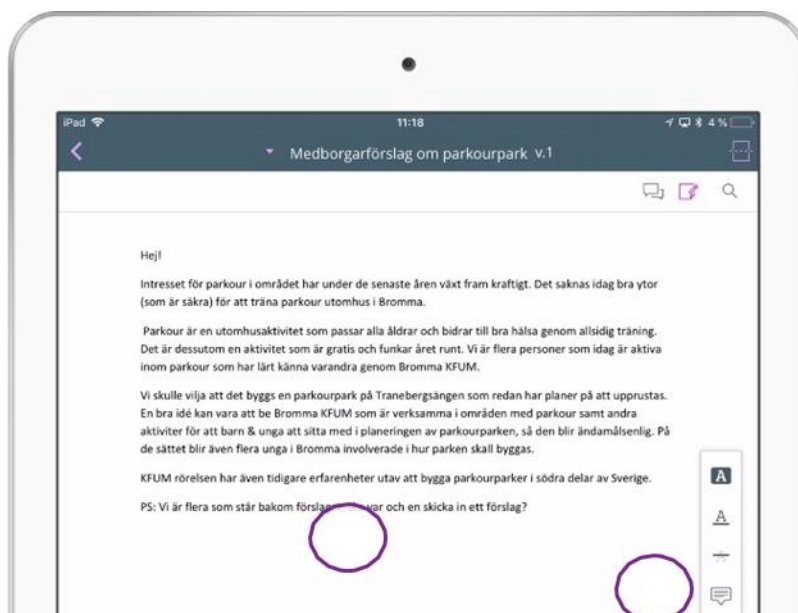 iPad 11:18 4 %
Medborgarförslag om parkourpark v.1
Hej!
Intresset för parkour i området har under de senaste åren växt fram kraftigt. Det saknas idag bra ytor
(som är säkra) för att träna parkour utomhus i Bromma.
Parkour är en utomhusaktivitet som passar alla åldrar och bidrar till bra hälsa genom allsidig träning.
Det är dessutom en aktivitet som är gratis och funkar året runt. Vi är flera personer som idag är aktiva
inom parkour som har lärt känna varandra genom Bromma KFUM.
Vi skulle vilja att det byggs en parkourpark på Tranebergsängen som redan har planer på att upprustas.
En bra idé kan vara att be Bromma KFUM som är verksamma i områden med parkour samt andra
aktiviter för att barn & unga att sitta med i planeringen av parkourparken, så den blir ändamålsenlig. På
de sättet blir även flera unga i Bromma involverade i hur parken skall byggas.
KFUM rörelsen har även tidigare erfarenheter utav att bygga parkourparker i södra delar av Sverige.
PS: Vi är flera som står bakom var och en skicka in ett förslag?
A
A
A